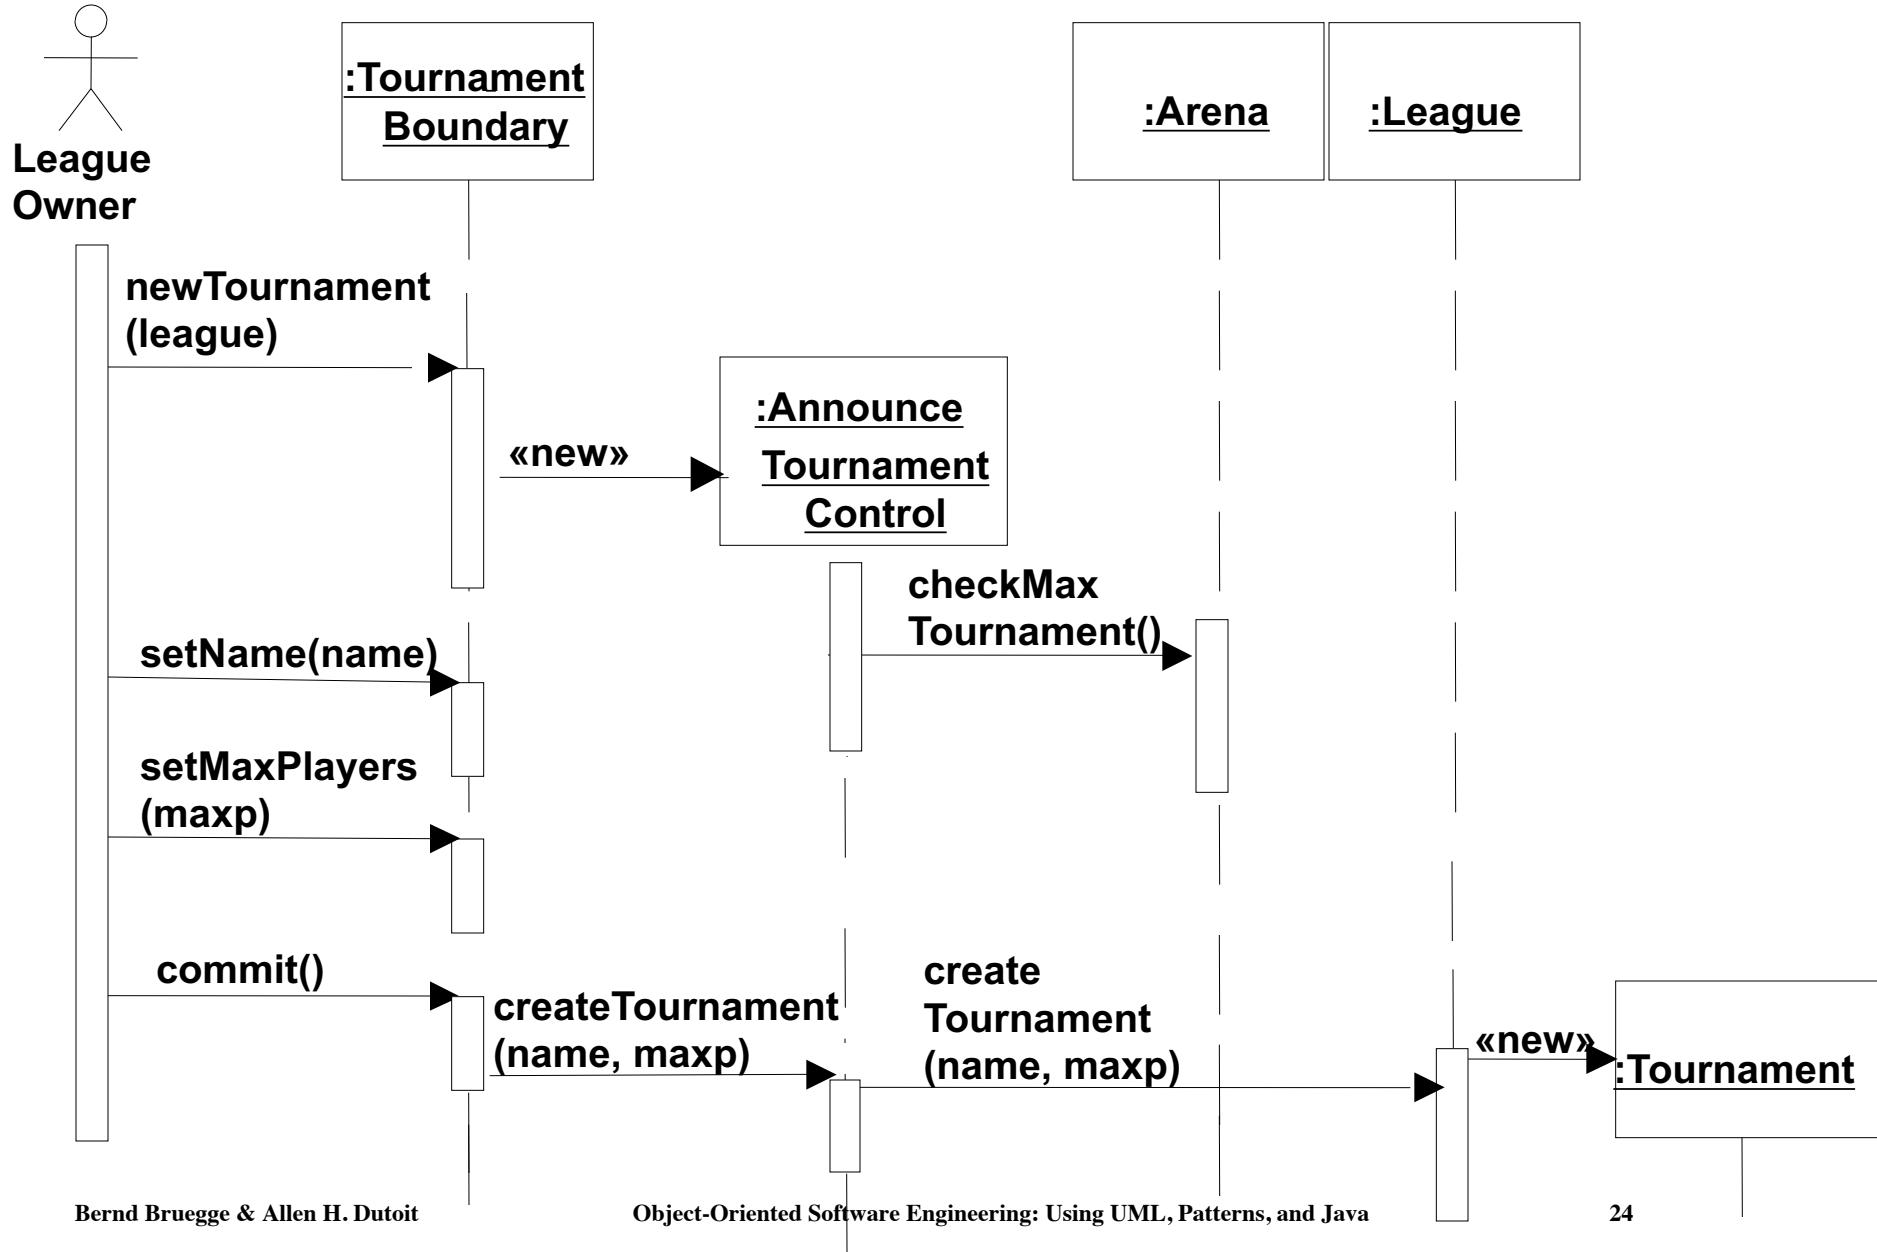 :Tournament
Boundary
:Arena
:League
League
Owner
newTournament
(league)
:Announce
Tournament
Control
«new»
checkMax
Tournament()
setName(name)
setMaxPlayers
(maxp)
commit()
createTournament
(name, maxp)
create
Tournament
(name, maxp)
«new»
:Tournament
Bernd Bruegge & Allen H. Dutoit
Object-Oriented Software Engineering: Using UML, Patterns, and Java
24